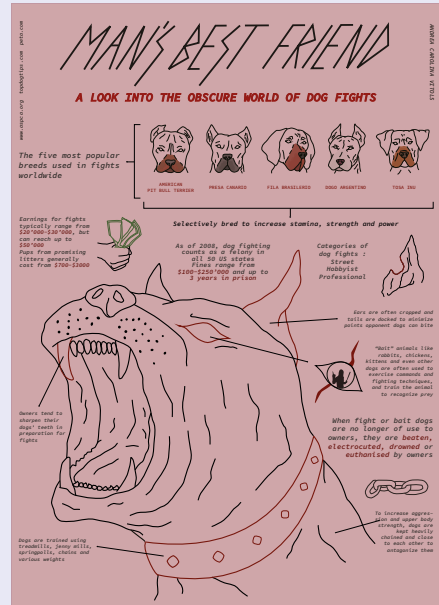 MAN'S BEST FRIEND
A LOOK INTO THE OBSCURE WORLD OF DOG FIGHTS
www.aspca.org topdogtips.com peta.com
ANDREA CAROLINA VITOLLS
The five most popular
breeds used in fights
worldwide
AMERICAN
PIT BULL TERRIER
PRESA CANARIO
FILA BRASILERIO
DOGO ARGENTINO
TOSA INU
Selectively bred to increase stamina, strength and power
Earnings for fights
typically range from
$20'000-$30'000, but
can reach up to
$50'000
Pups from promising
litters generally
cost from $700-$3000
As of 2008, dog fighting
counts as a felony in
all 50 US states
Fines range from
$100-$250'000 and up to
3 years in prison
Categories of
dog fights :
Street
Hobbyist
Professional
Ears are often cropped and
tails are docked to minimize
points opponent dogs can bite
"Bait" animals like
rabbits, chickens,
kittens and even other
dogs are often used to
exercise commands and
fighting techniques,
and train the animal
to recognize prey
Owners tend to
sharpen their
dogs' teeth in
preparation for
fights
When fight or bait dogs
are no longer of use to
owners, they are beaten,
electrocuted, drowned or
euthanised by owners
To increase aggres-
sion and upper body
strength, dogs are
kept heavily
chained and close
to each other to
antagonize them
Dogs are trained using
treadmills, jenny mills,
springpolls, chains and
various weights